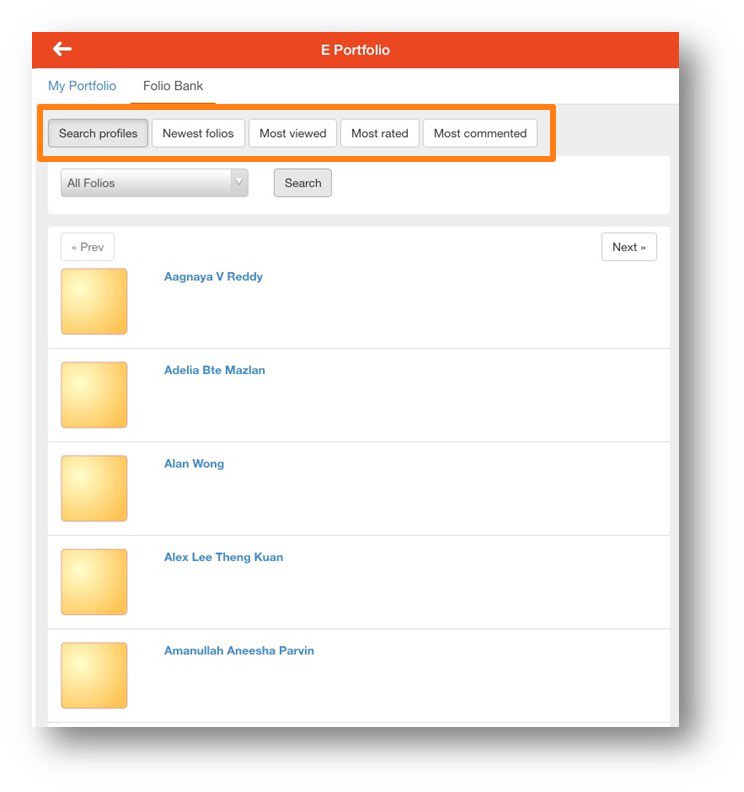 E Portfolio
My Portfolio Folio Bank
Search profiles Newest folios Most viewed Most rated Most commented
All Folios Search
« Prev Next »
Aagnaya V Reddy
Adelia Bte Mazlan
Alan Wong
Alex Lee Theng Kuan
Amanullah Aneesha Parvin